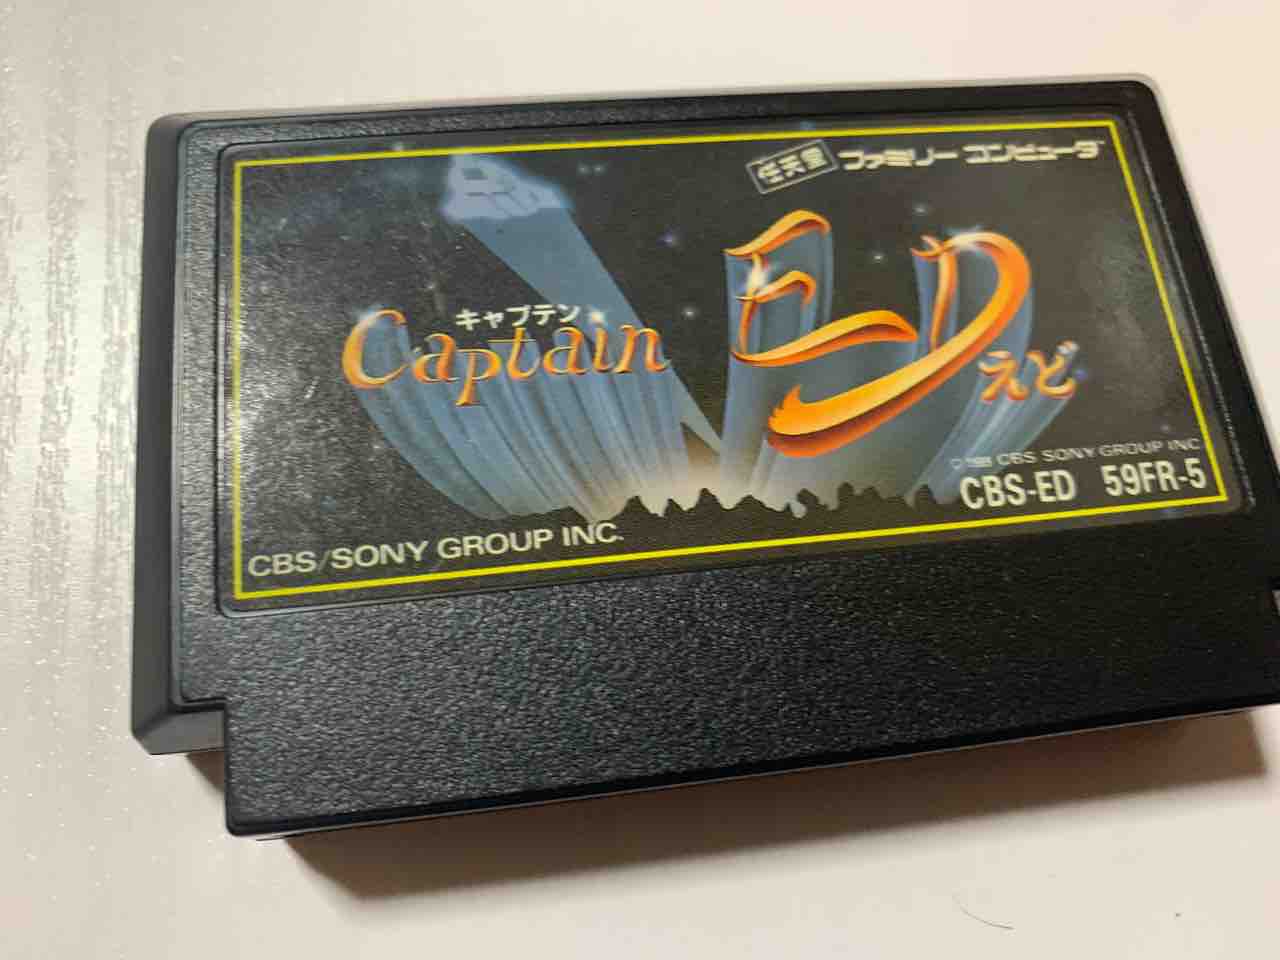 任天堂 ファミリー コンピュータ
キャプテン
Captain ED
えど
© 1989 CBS SONY GROUP INC
CBS-ED 59FR-5
CBS/SONY GROUP INC.